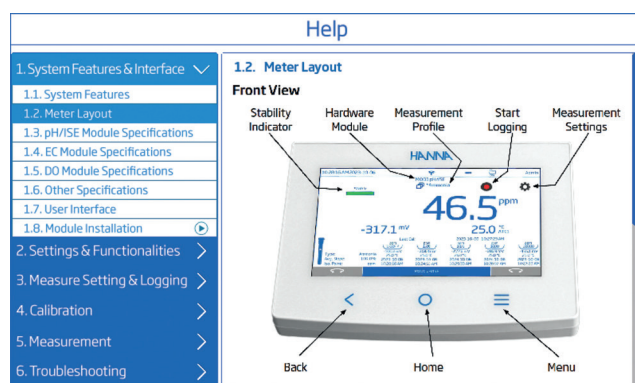 Help
1. System Features & Interface
1.1. System Features
1.2. Meter Layout
1.3. pH/ISE Module Specifications
1.4. EC Module Specifications
1.5. DO Module Specifications
1.6. Other Specifications
1.7. User Interface
1.8. Module Installation
2. Settings & Functionalities
3. Measure Setting & Logging
4. Calibration
5. Measurement
6. Troubleshooting
1.2. Meter Layout
Front View
Stability Indicator
Hardware Module
Measurement Profile
Start Logging
Measurement Settings
HANNA
46.5 ppm
-317.1 mV
25.0 °C
Back
Home
Menu